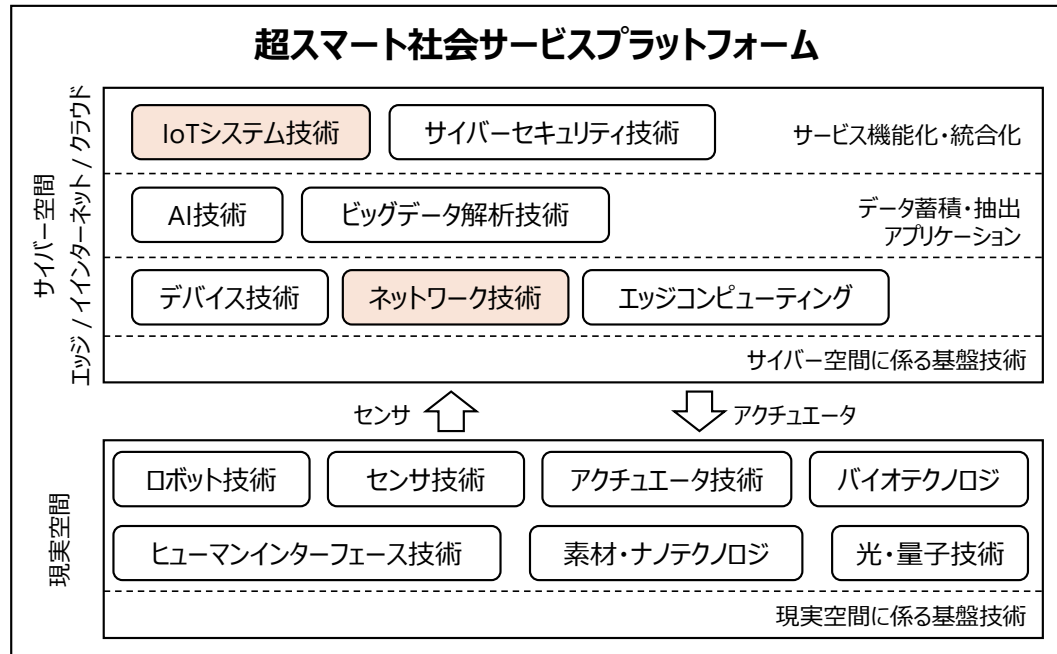 超スマート社会サービスプラットフォーム
サイバー空間
エッジ / イインターネット / クラウド
IoTシステム技術
サイバーセキュリティ技術
サービス機能化・統合化
AI技術
ビッグデータ解析技術
データ蓄積・抽出
アプリケーション
デバイス技術
ネットワーク技術
エッジコンピューティング
サイバー空間に係る基盤技術
センサ
アクチュエータ
現実空間
ロボット技術
センサ技術
アクチュエータ技術
バイオテクノロジ
ヒューマンインターフェース技術
素材・ナノテクノロジ
光・量子技術
現実空間に係る基盤技術